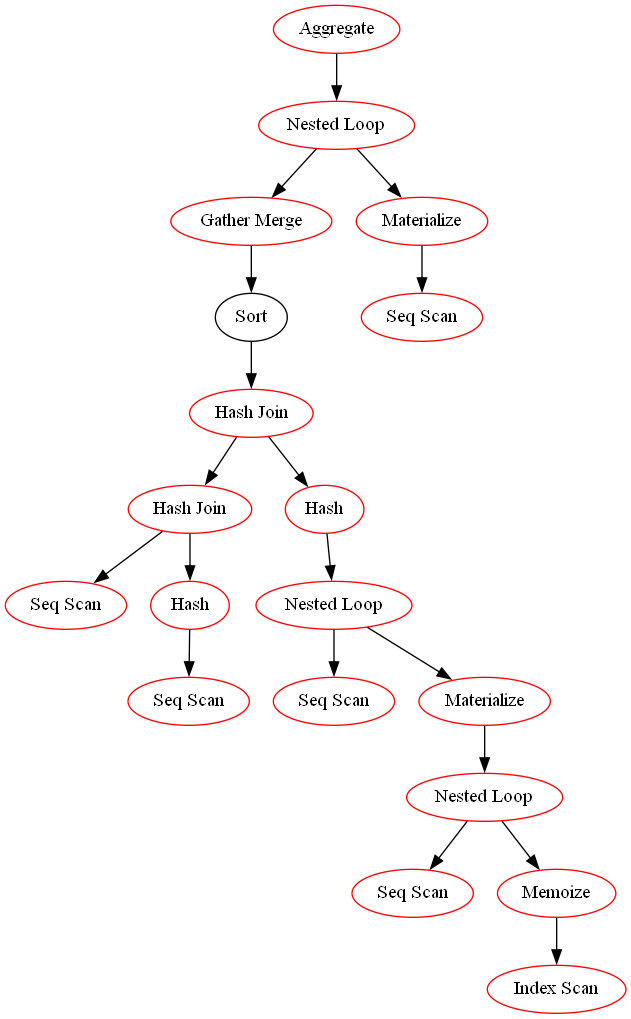 Aggregate
Nested Loop
Gather Merge
Materialize
Sort
Seq Scan
Hash Join
Hash Join
Hash
Seq Scan
Hash
Nested Loop
Seq Scan
Seq Scan
Materialize
Nested Loop
Seq Scan
Memoize
Index Scan